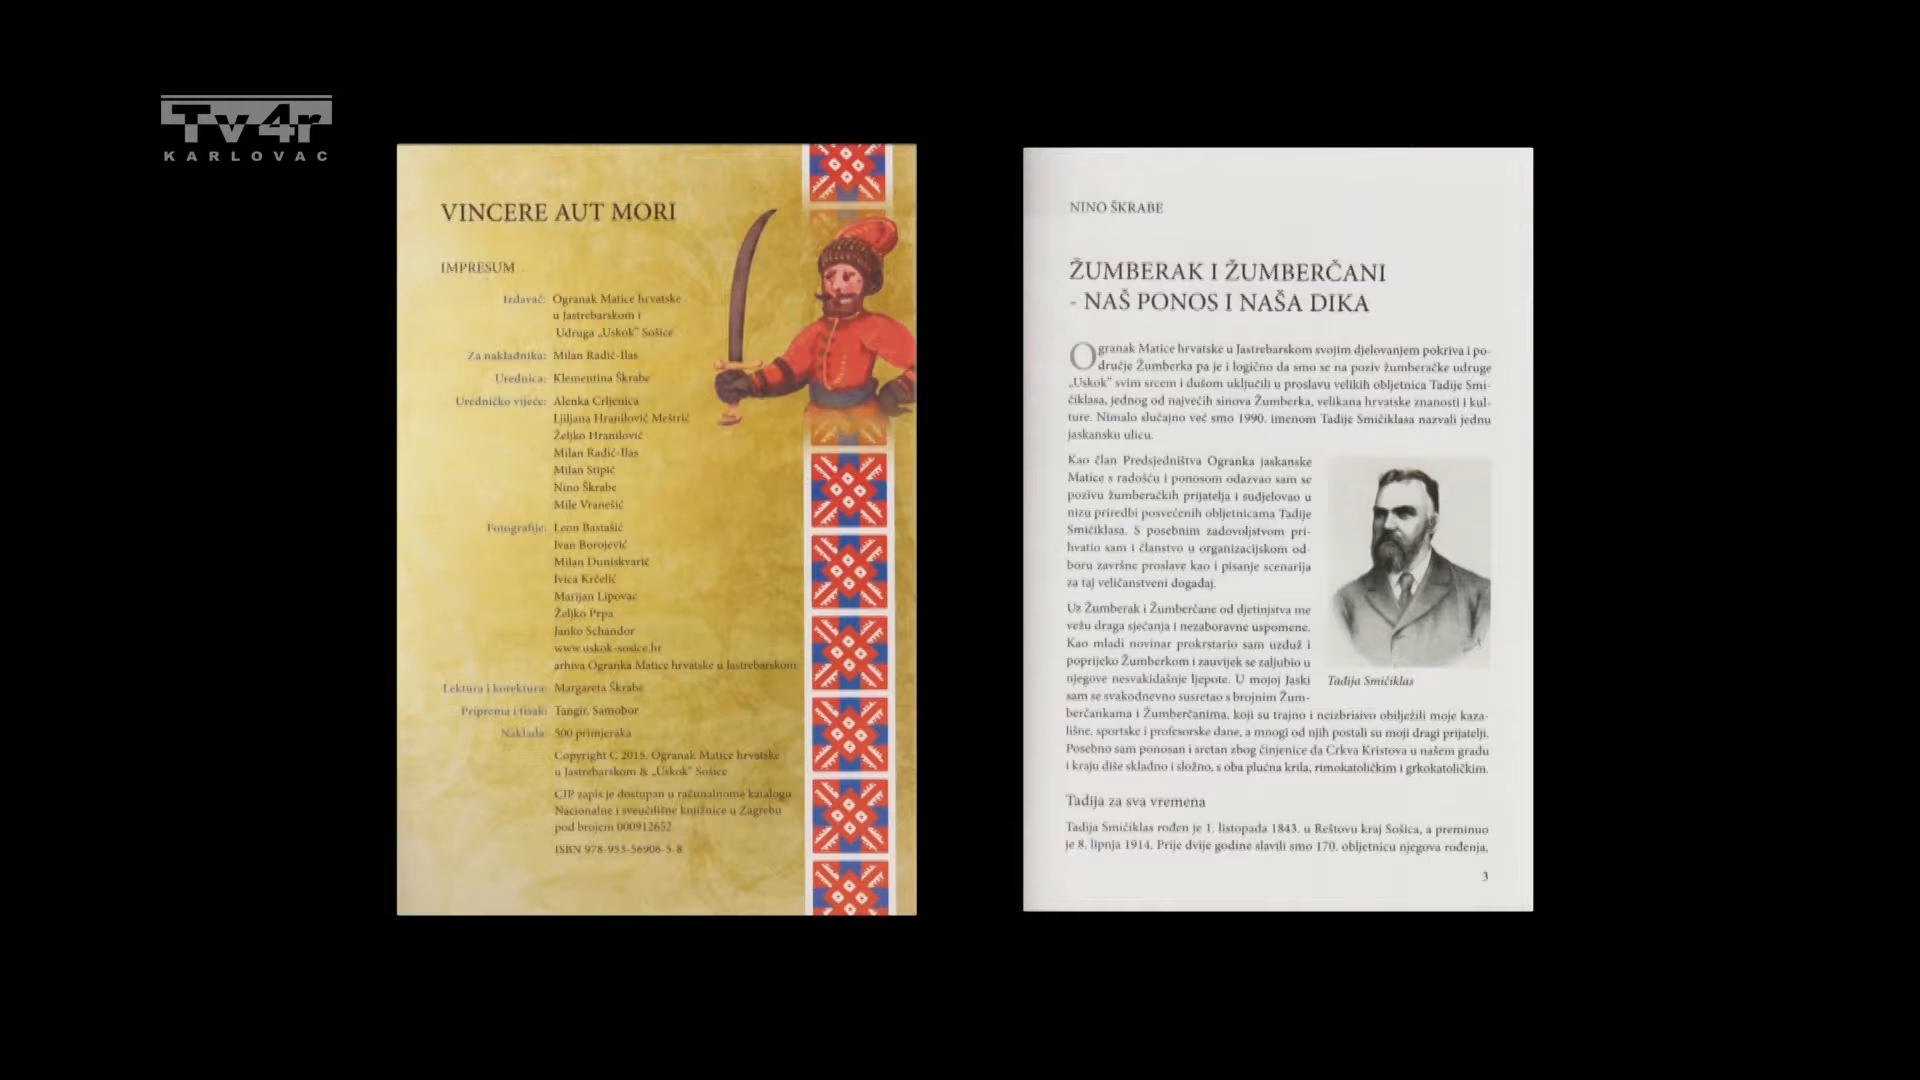 Tv4r
KARLOVAC
VINCERE AUT MORI
IMPRESUM
Izdavač: Ogranak Matice hrvatske
u Jastrebarskom i
Udruga „Uskok” Sošice
Za nakladnika: Milan Radić-Ilas
Urednica: Klementina Škrabe
Uredničko vijeće: Alenka Crljenica
Ljiljana Hranilović Meštrić
Željko Hranilović
Milan Radić-Ilas
Milan Stipić
Nino Škrabe
Mile Vranešić
Fotografije: Leon Bastašić
Ivan Borojević
Milan Duniskvarić
Ivica Krčelić
Marijan Lipovac
Željko Prpa
Janko Schandor
www.uskok-sosice.hr
arhiva Ogranka Matice hrvatske u Jastrebarskom
Lektura i korektura: Margareta Škrabe
Priprema i tisak: Tangir, Samobor
Naklada: 500 primjeraka
Copyright C 2015. Ogranak Matice hrvatske
u Jastrebarskom & „Uskok” Sošice
CIP zapis je dostupan u računalnome katalogu
Nacionalne i sveučilišne knjižnice u Zagrebu
pod brojem 000912652
ISBN 978-953-56906-5-8
NINO ŠKRABE
ŽUMBERAK I ŽUMBERČANI
- NAŠ PONOS I NAŠA DIKA
Ogranak Matice hrvatske u Jastrebarskom svojim djelovanjem pokriva i po-
dručje Žumberka pa je i logično da smo se na poziv žumberačke udruge
„Uskok” svim srcem i dušom uključili u proslavu velikih obljetnica Tadije Smi-
čiklasa, jednog od najvećih sinova Žumberka, velikana hrvatske znanosti i kul-
ture. Nimalo slučajno već smo 1990. imenom Tadije Smičiklasa nazvali jednu
jaskansku ulicu.
Kao član Predsjedništva Ogranka jaskanske
Matice s radošću i ponosom odazvao sam se
pozivu žumberačkih prijatelja i sudjelovao u
nizu priredbi posvećenih obljetnicama Tadije
Smičiklasa. S posebnim zadovoljstvom pri-
hvatio sam i članstvo u organizacijskom od-
boru završne proslave kao i pisanje scenarija
za taj veličanstveni događaj.
Uz Žumberak i Žumberčane od djetinjstva me
vežu draga sjećanja i nezaboravne uspomene.
Kao mladi novinar prokrstario sam uzduž i
poprijeko Žumberkom i zauvijek se zaljubio u
njegove nesvakidašnje ljepote. U mojoj Jaski
sam se svakodnevno susretao s brojnim Žum-
berčankama i Žumberčanima, koji su trajno i neizbrisivo obilježili moje kaza-
lišne, sportske i profesorske dane, a mnogi od njih postali su moji dragi prijatelji.
Posebno sam ponosan i sretan zbog činjenice da Crkva Kristova u našem gradu
i kraju diše skladno i složno, s oba plućna krila, rimokatoličkim i grkokatoličkim.
Tadija Smičiklas
Tadija za sva vremena
Tadija Smičiklas rođen je 1. listopada 1843. u Reštovu kraj Sošica, a preminuo
je 8. lipnja 1914. Prije dvije godine slavili smo 170. obljetnicu njegova rođenja,
3